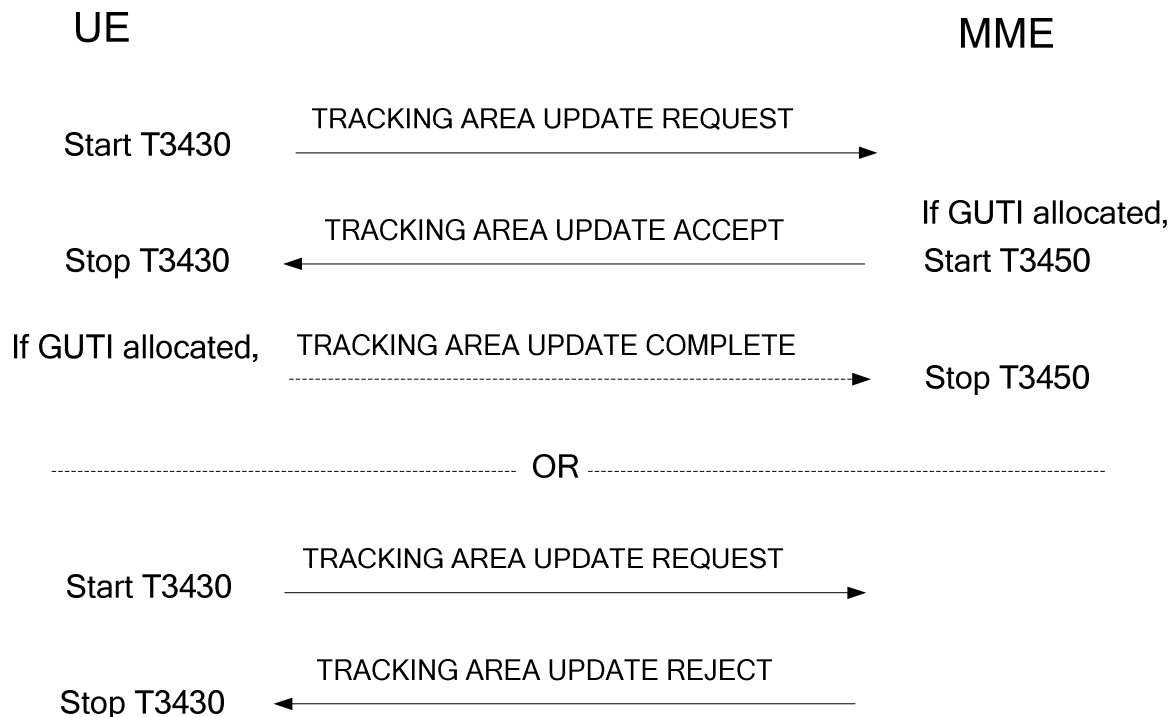 UE
MME
TRACKING AREA UPDATE REQUEST
Start T3430
If GUTI allocated,
TRACKING AREA UPDATE ACCEPT
Stop T3430
Start T3450
If GUTI allocated,
TRACKING AREA UPDATE COMPLETE
Stop T3450
OR
TRACKING AREA UPDATE REQUEST
Start T3430
TRACKING AREA UPDATE REJECT
Stop T3430